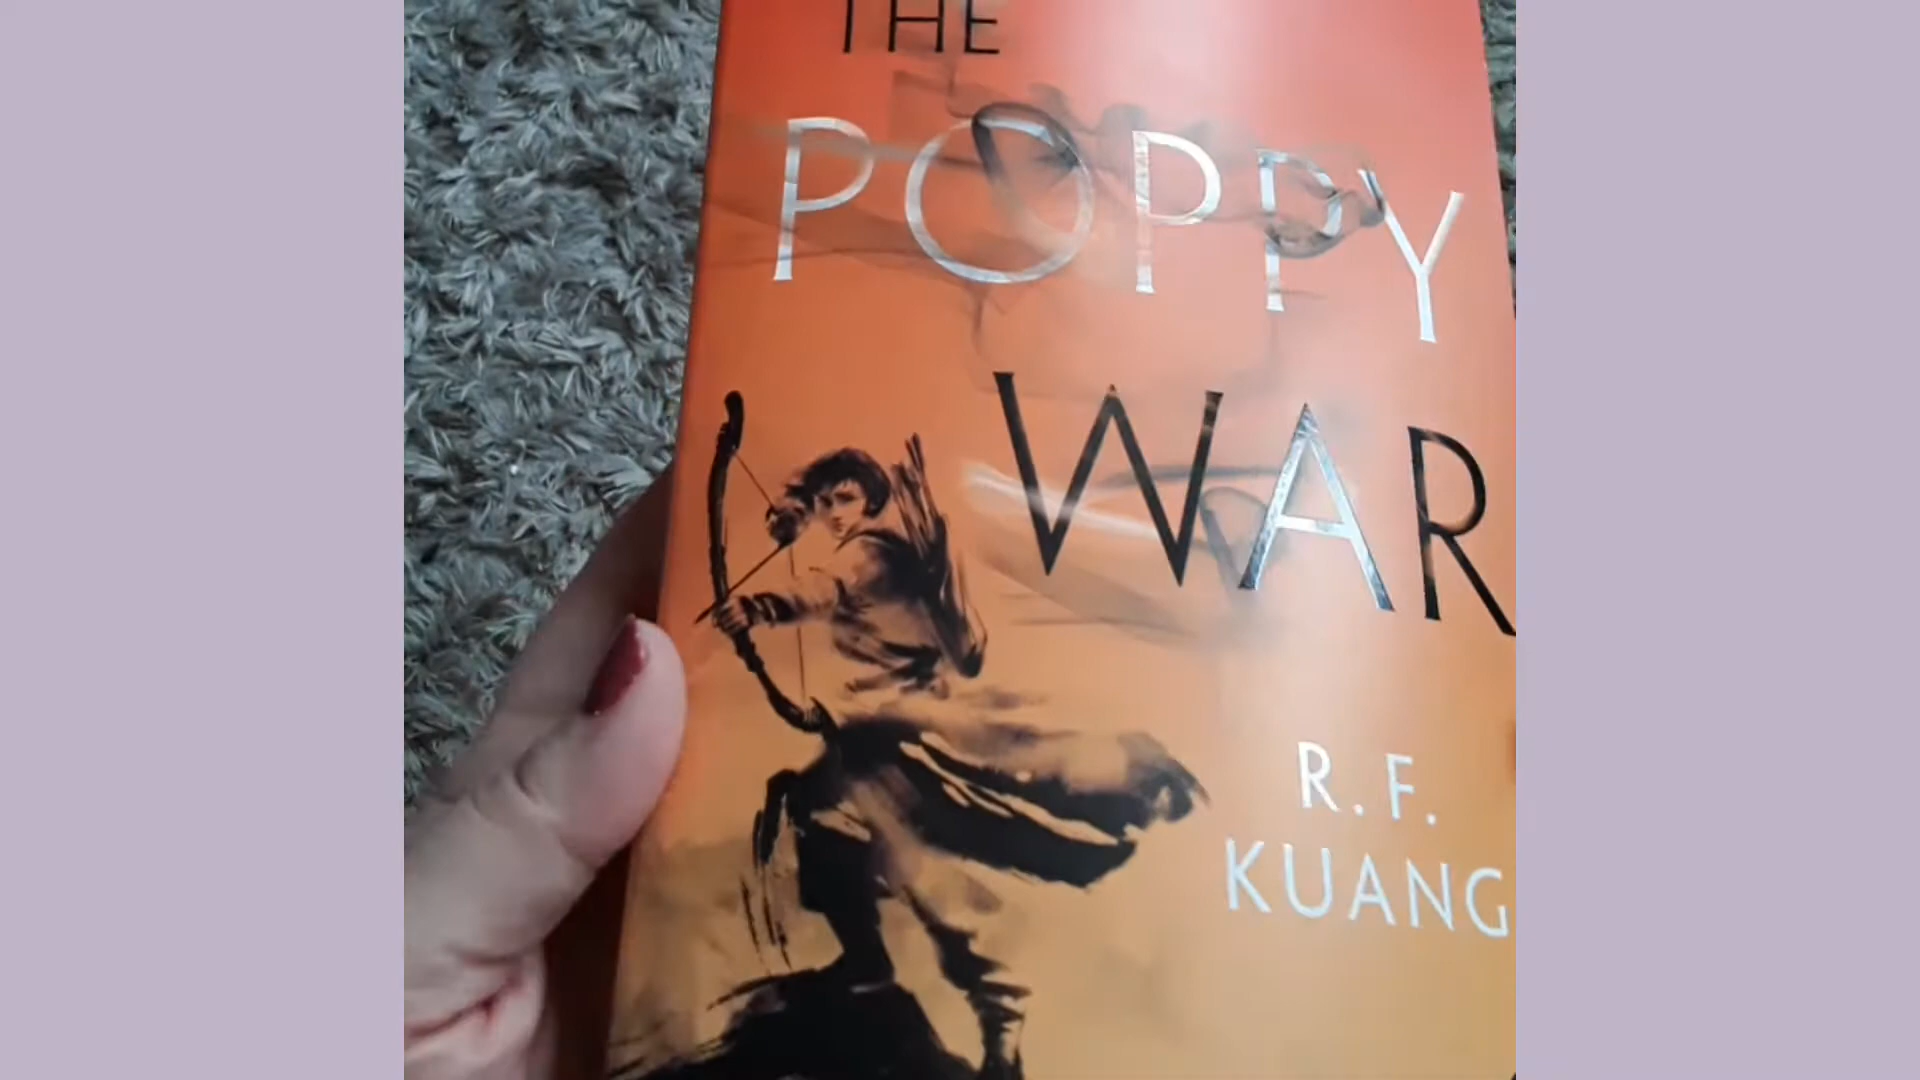 THE
POPPY
WAR
R. F.
KUANG